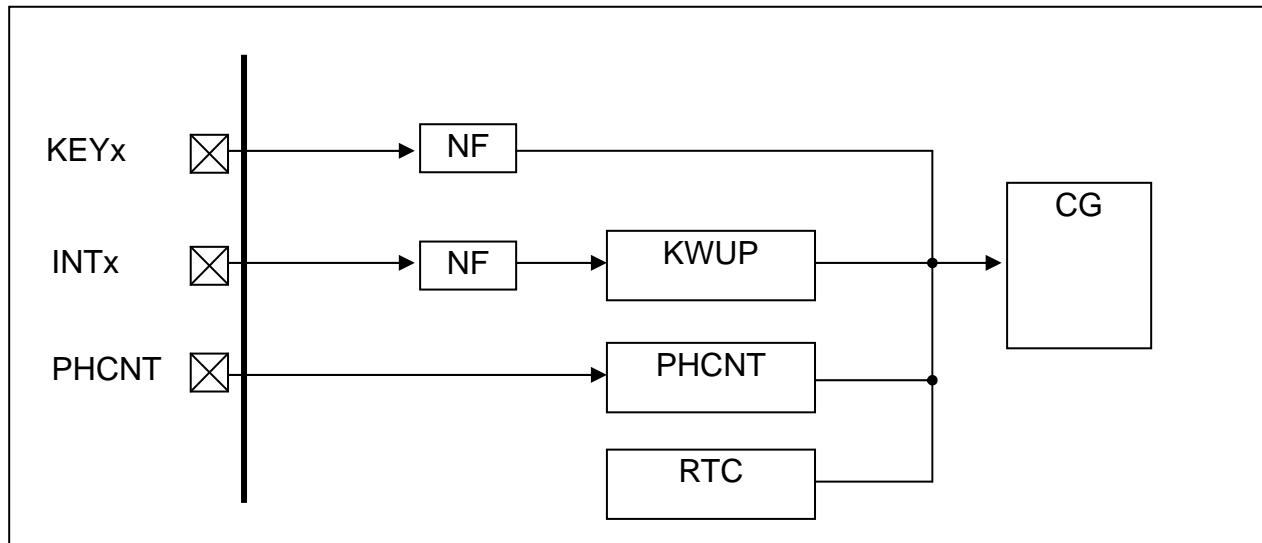 KEYx
NF
CG
INTx
NF
KWUP
PHCNT
PHCNT
RTC